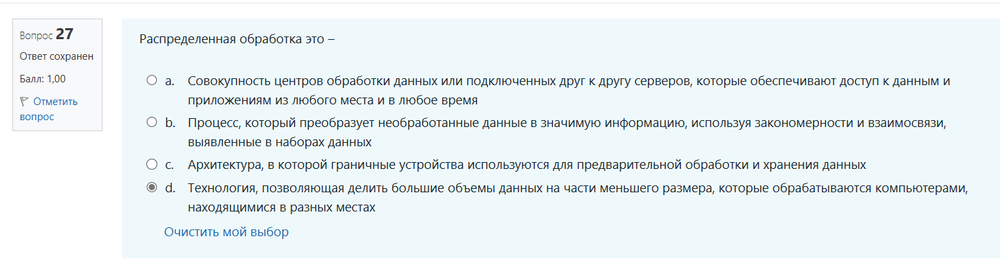 Вопрос 27
Ответ сохранен
Балл: 1,00
Отметить
вопрос
Распределенная обработка это –
a. Совокупность центров обработки данных или подключенных друг к другу серверов, которые обеспечивают доступ к данным и
приложениям из любого места и в любое время
b. Процесс, который преобразует необработанные данные в значимую информацию, используя закономерности и взаимосвязи,
выявленные в наборах данных
c. Архитектура, в которой граничные устройства используются для предварительной обработки и хранения данных
d. Технология, позволяющая делить большие объемы данных на части меньшего размера, которые обрабатываются компьютерами,
находящимися в разных местах
Очистить мой выбор